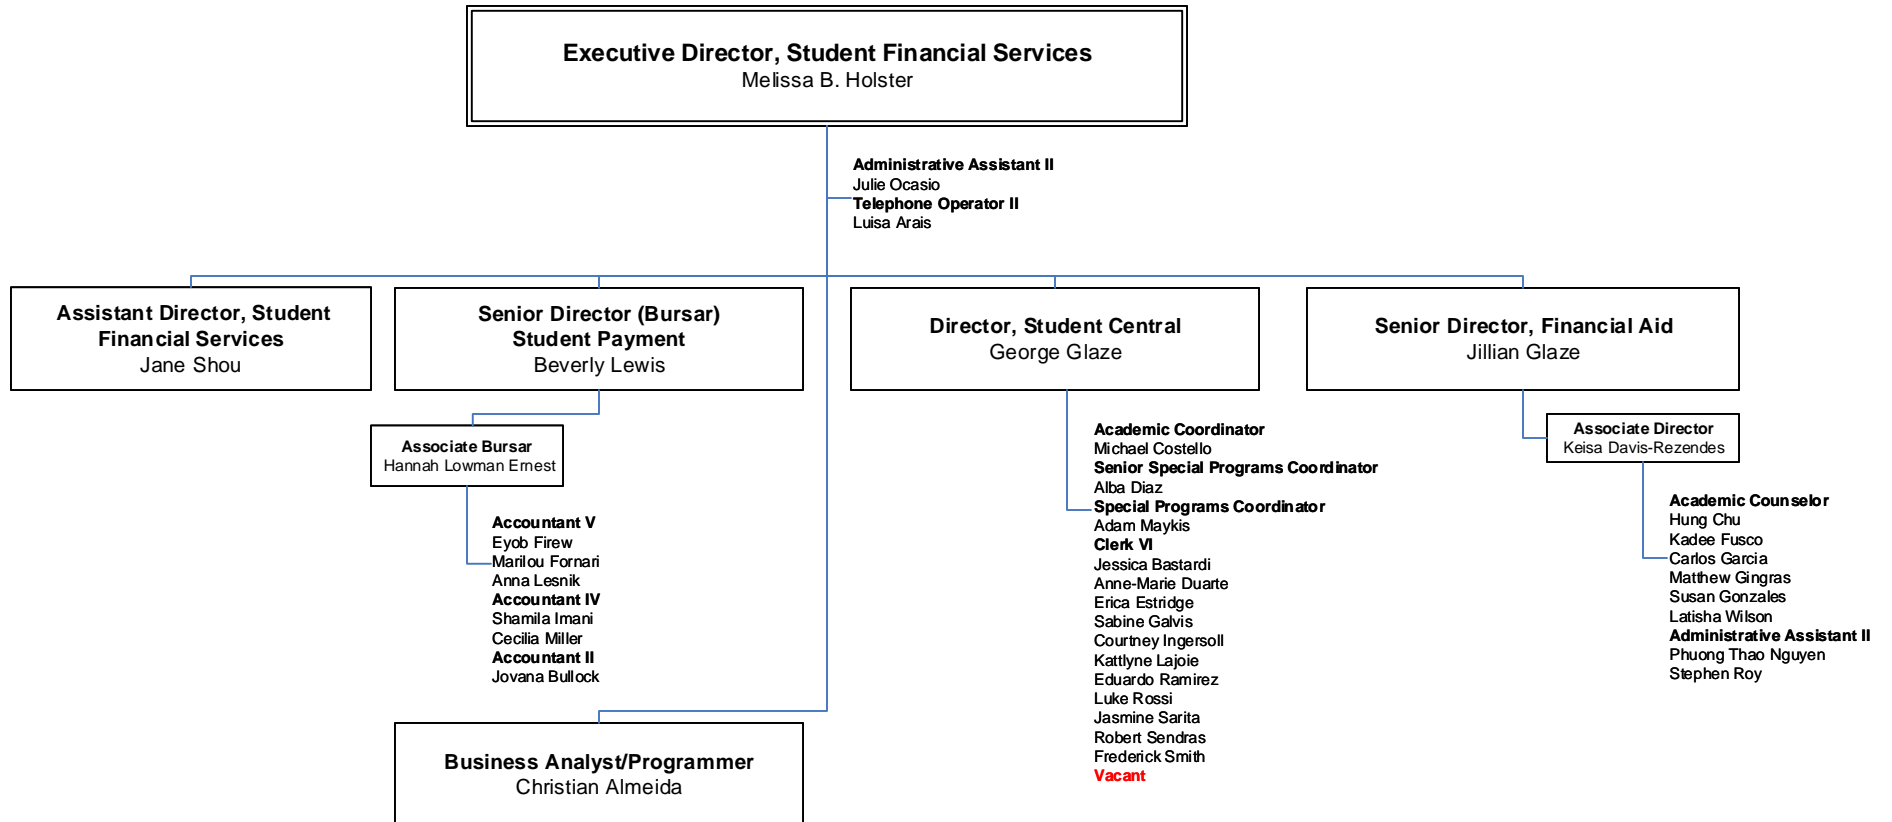 Executive Director, Student Financial Services
Melissa B. Holster
Administrative Assistant II
Julie Ocasio
Telephone Operator II
Luisa Arais
Assistant Director, Student
Financial Services
Jane Shou
Senior Director (Bursar)
Student Payment
Beverly Lewis
Director, Student Central
George Glaze
Senior Director, Financial Aid
Jillian Glaze
Associate Bursar
Hannah Lowman Ernest
Accountant V
Eyob Firew
Marilou Fornari
Anna Lesnik
Accountant IV
Shamila Imani
Cecilia Miller
Accountant II
Jovana Bullock
Academic Coordinator
Michael Costello
Senior Special Programs Coordinator
Alba Diaz
Special Programs Coordinator
Adam Maykis
Clerk VI
Jessica Bastardi
Anne-Marie Duarte
Erica Estridge
Sabine Galvis
Courtney Ingersoll
Kattlyne Lajoie
Eduardo Ramirez
Luke Rossi
Jasmine Sarita
Robert Sendras
Frederick Smith
Vacant
Associate Director
Keisa Davis-Rezendes
Academic Counselor
Hung Chu
Kadee Fusco
Carlos Garcia
Matthew Gingras
Susan Gonzales
Latisha Wilson
Administrative Assistant II
Phuong Thao Nguyen
Stephen Roy
Business Analyst/Programmer
Christian Almeida